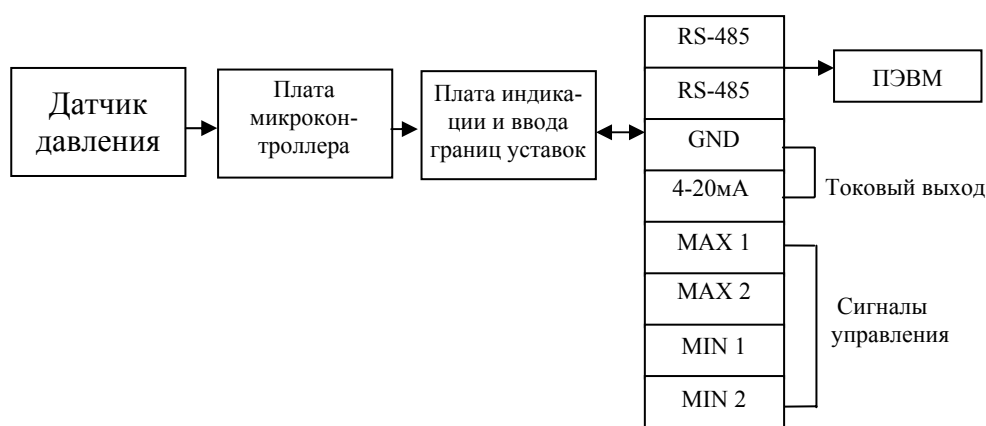 Датчик
давления
Плата
микрокон-
троллера
Плата индика-
ции и ввода
границ уставок
RS-485
RS-485
GND
4-20мА
MAX 1
MAX 2
MIN 1
MIN 2
ПЭВМ
Токовый выход
Сигналы
управления